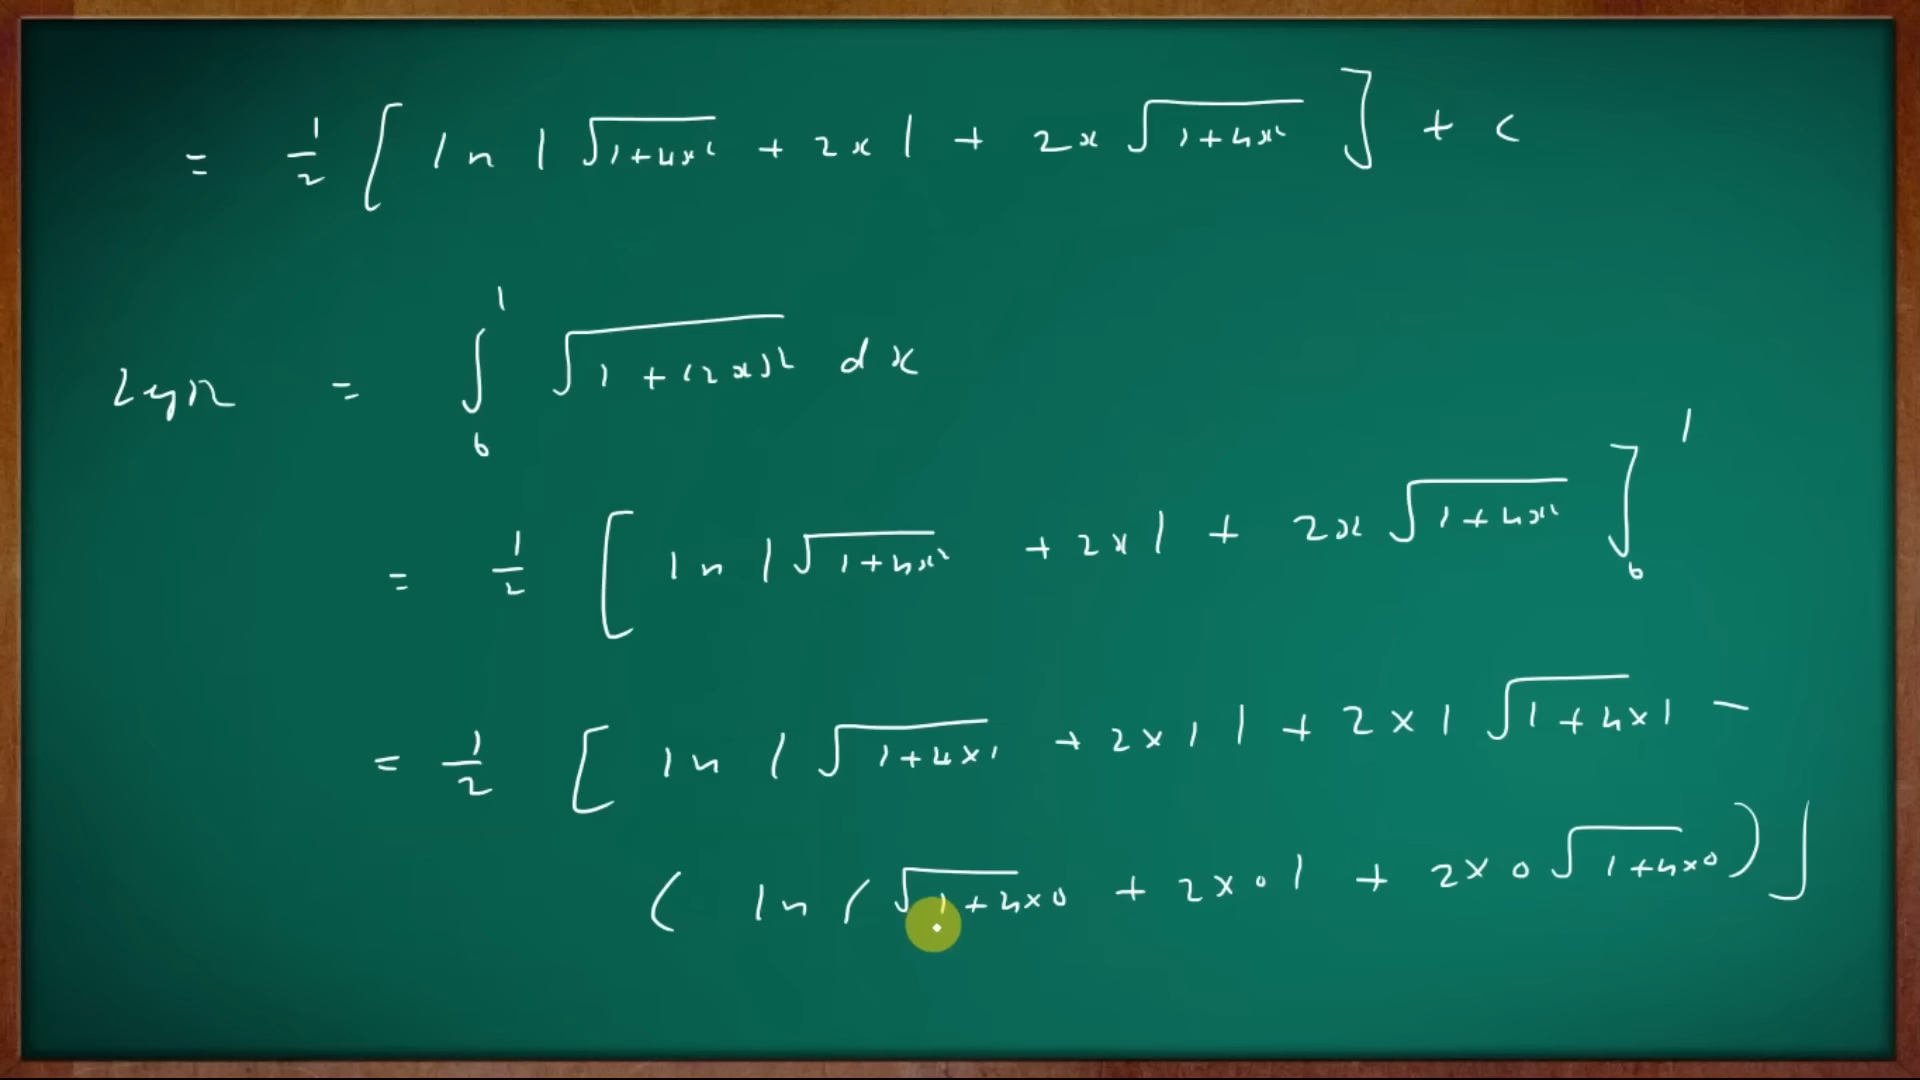 = 1/2 [ ln | √(1+4x²) + 2x | + 2x √(1+4x²) ] + c
= ∫₀¹ √(1+(2x)²) dx
= 1/2 [ ln | √(1+4x²) + 2x | + 2x √(1+4x²) ]₀¹
= 1/2 [ ln | √(1+4×1) + 2×1 | + 2×1 √(1+4×1) −
( ln | √(1+4×0) + 2×0 | + 2×0 √(1+4×0) ) ]